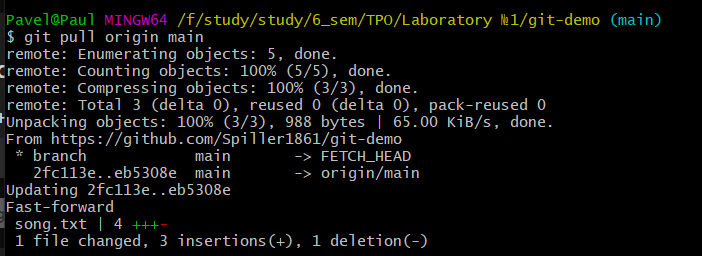 Pavel@Paul MINGW64 /f/study/study/6_sem/TPO/Laboratory №1/git-demo (main)
$ git pull origin main
remote: Enumerating objects: 5, done.
remote: Counting objects: 100% (5/5), done.
remote: Compressing objects: 100% (3/3), done.
remote: Total 3 (delta 0), reused 0 (delta 0), pack-reused 0
Unpacking objects: 100% (3/3), 988 bytes | 65.00 KiB/s, done.
From https://github.com/Spiller1861/git-demo
 * branch            main       -> FETCH_HEAD
   2fc113e..eb5308e  main       -> origin/main
Updating 2fc113e..eb5308e
Fast-forward
 song.txt | 4 +++-
 1 file changed, 3 insertions(+), 1 deletion(-)